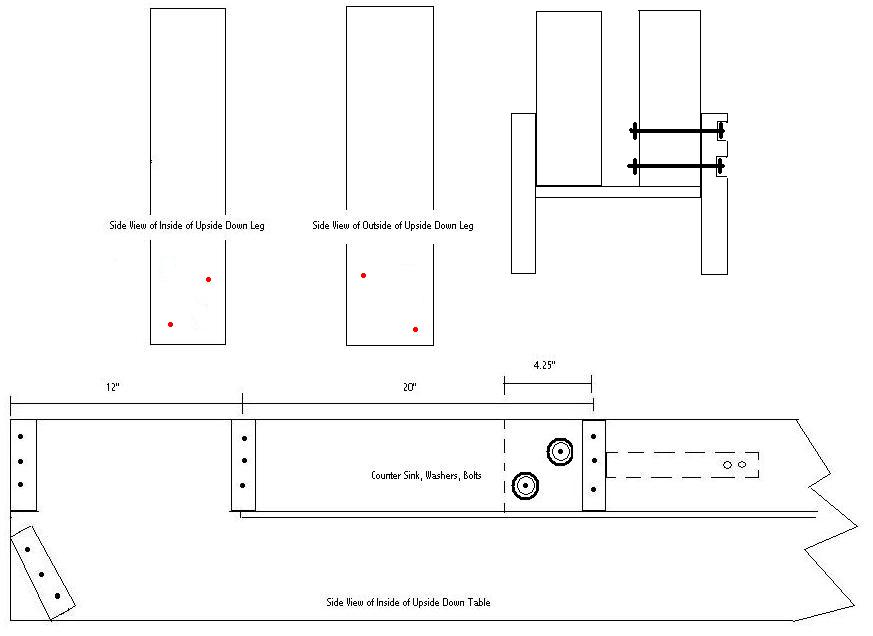 Side View of Inside of Upside Down Leg
Side View of Outside of Upside Down Leg
4.25"
12"
20"
Counter Sink, Washers, Bolts
Side View of Inside of Upside Down Table